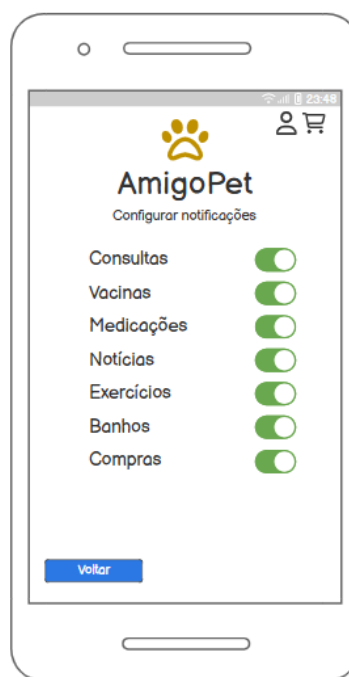 23:48
AmigoPet
Configurar notificações
Consultas
Vacinas
Medicações
Notícias
Exercícios
Banhos
Compras
Voltar